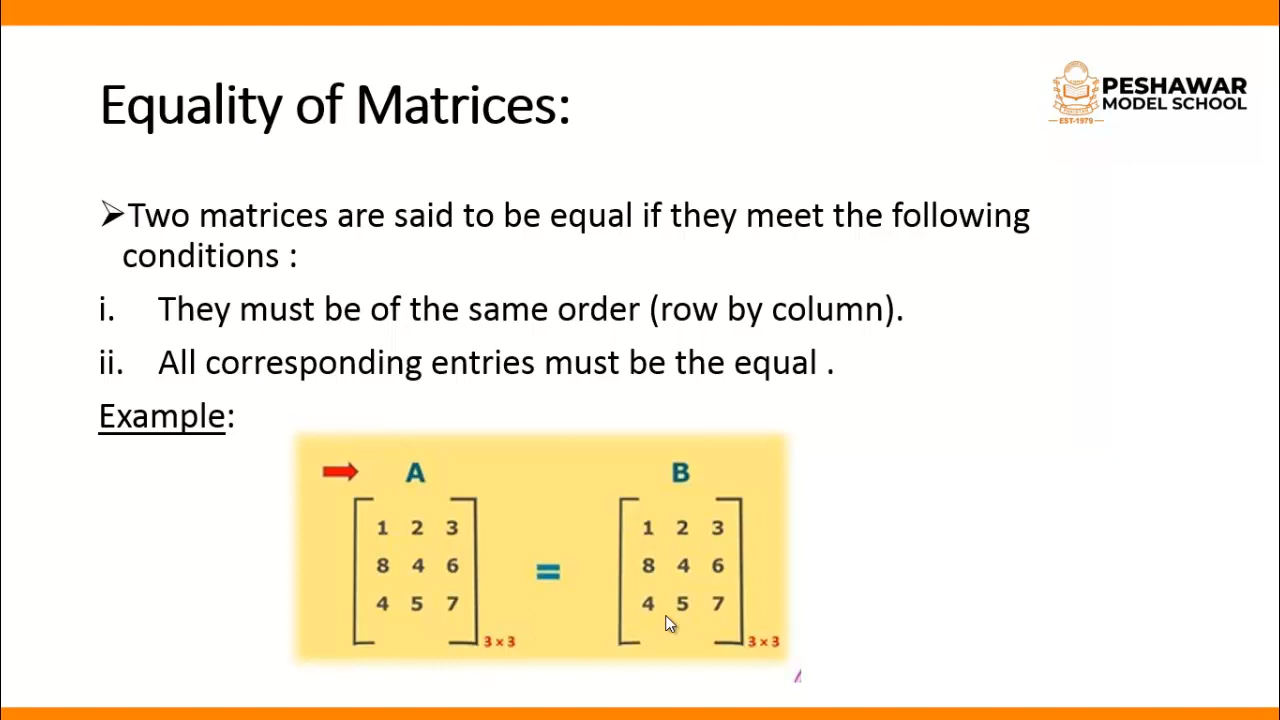 Equality of Matrices:
PESHAWAR
MODEL SCHOOL
EST-1979
➢Two matrices are said to be equal if they meet the following
conditions :
i. They must be of the same order (row by column).
ii. All corresponding entries must be the equal .
Example:
A B
1 2 3 1 2 3
8 4 6 = 8 4 6
4 5 7 4 5 7
3 × 3 3 × 3